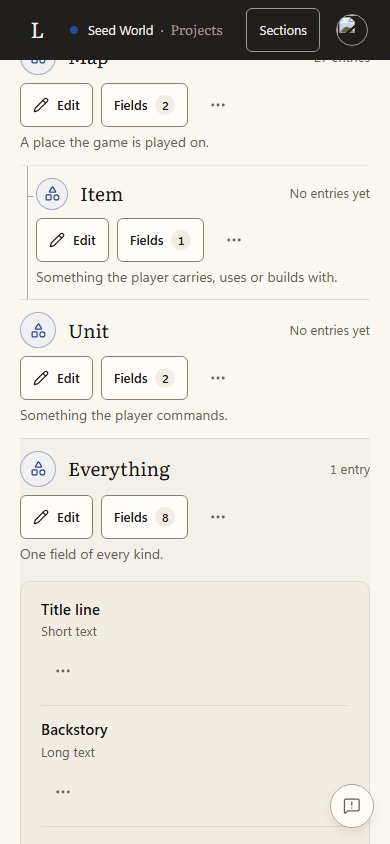 L
Seed World · Projects
Sections
Map
27 entries
Edit
Fields 2
A place the game is played on.
Item
No entries yet
Edit
Fields 1
Something the player carries, uses or builds with.
Unit
No entries yet
Edit
Fields 2
Something the player commands.
Everything
1 entry
Edit
Fields 8
One field of every kind.
Title line
Short text
Backstory
Long text